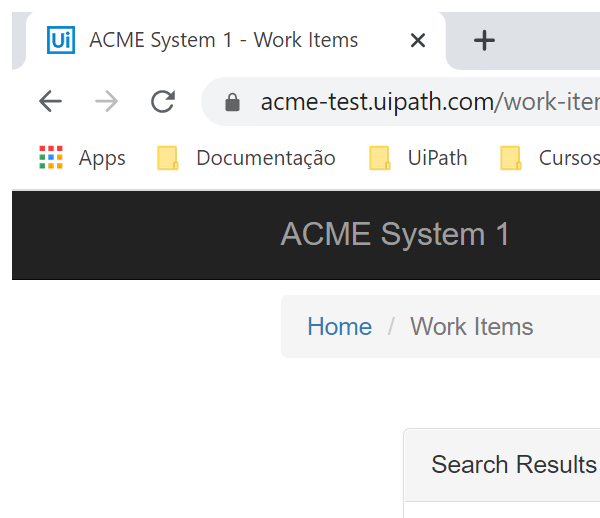 Ui ACME System 1 - Work Items
acme-test.uipath.com/work-ite
Apps Documentação UiPath Cursos
ACME System 1
Home / Work Items
Search Results